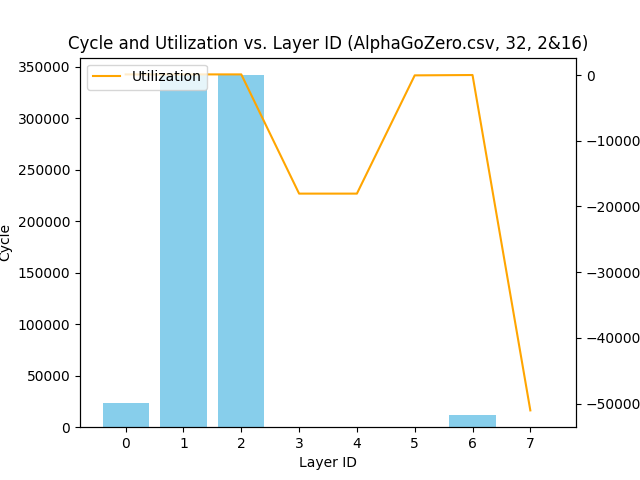 Cycle and Utilization vs. Layer ID (AlphaGoZero.csv, 32, 2&16)
Utilization
350000
300000
250000
200000
150000
100000
50000
0
Cycle
0
−10000
−20000
−30000
−40000
−50000
0 1 2 3 4 5 6 7
Layer ID